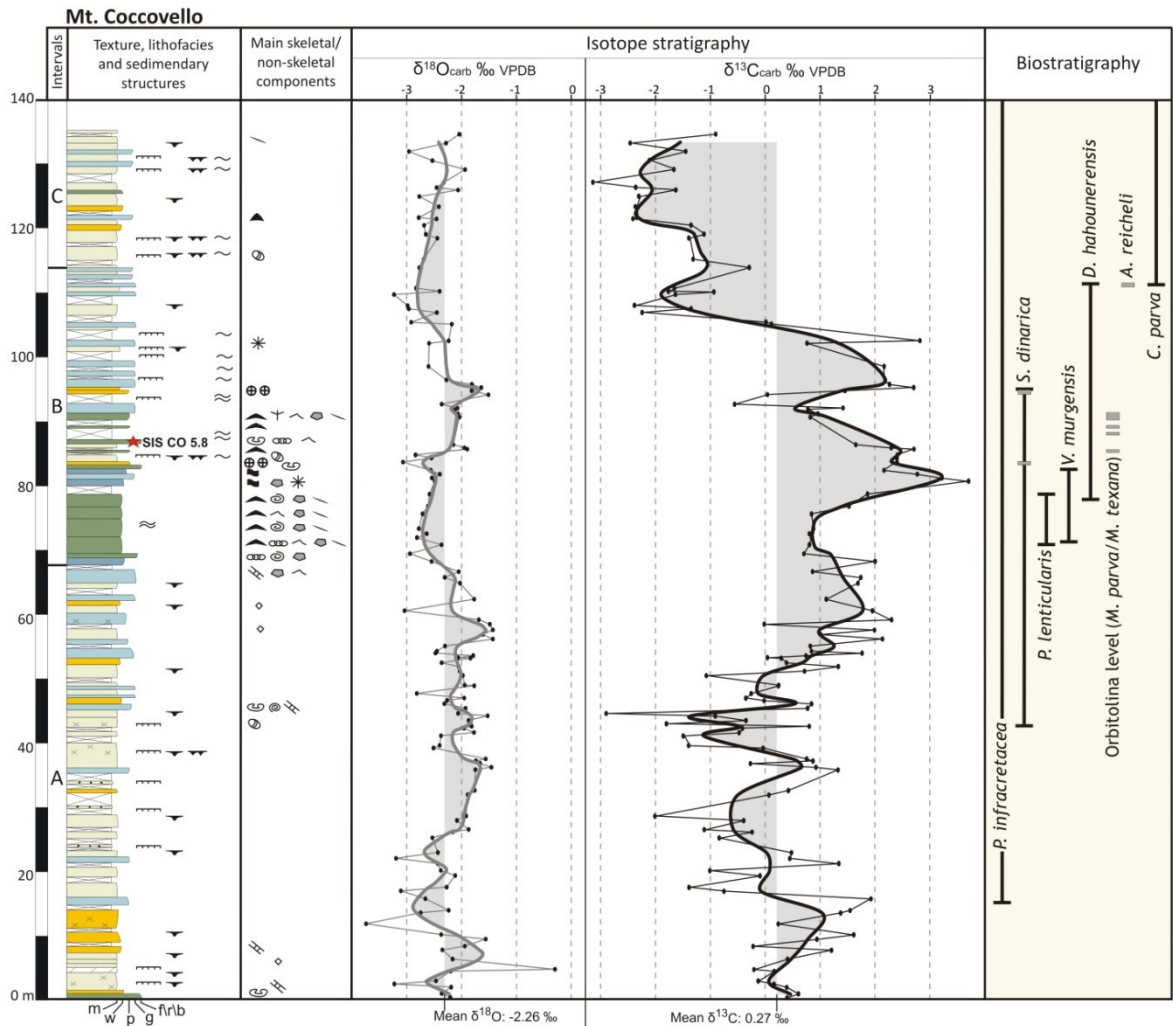 Mt. Coccovello
Intervals
Texture, lithofacies
and sedimendary
structures
Main skeletal/
non-skeletal
components
Isotope stratigraphy
δ18Ocarb ‰ VPDB
δ13Ccarb ‰ VPDB
Biostratigraphy
-3 -2 -1 0
-3 -2 -1 0 1 2 3
140
120
100
80
60
40
20
0 m
C
B
A
SIS CO 5.8
P. infracretacea
S. dinarica
P. lenticularis
V. murgensis
D. hahounerensis
Orbitolina level (M. parva/M. texana)
A. reicheli
C. parva
m w p g f\r\b
Mean δ18O: -2.26 ‰
Mean δ13C: 0.27 ‰